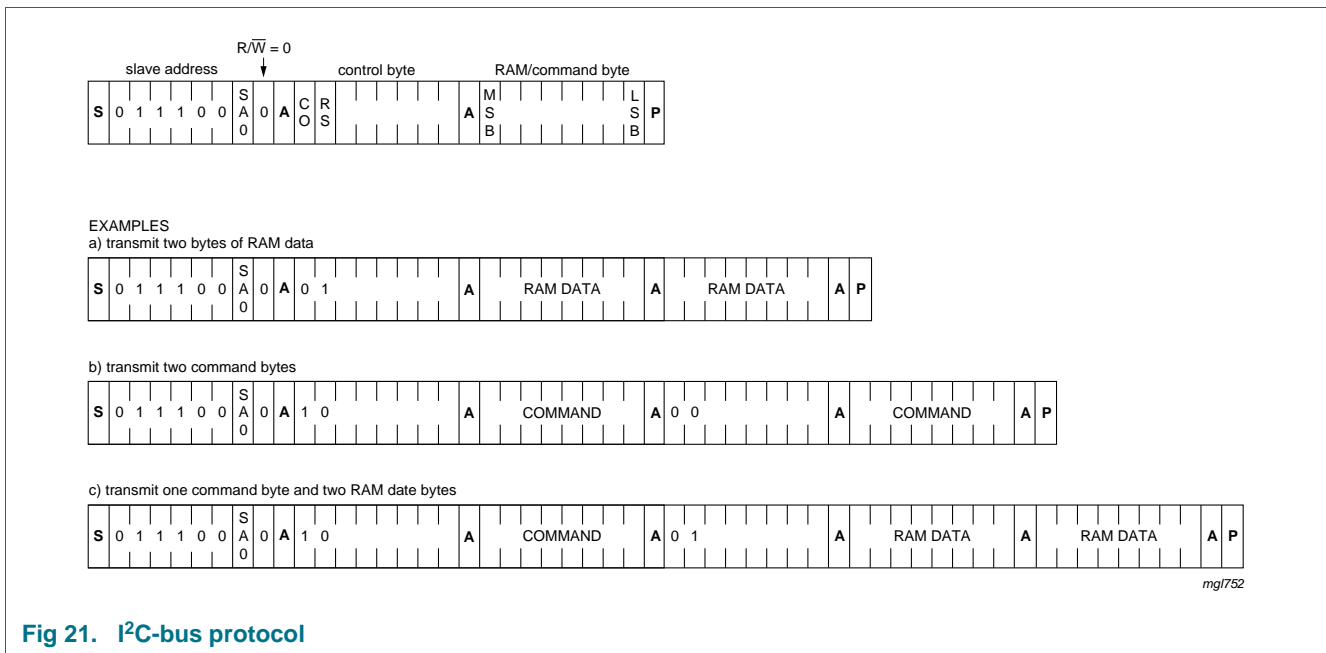 R/W = 0
slave address control byte RAM/command byte
S 0 1 1 1 0 0 SA0 0 A CO RS A MSB LSB P
EXAMPLES
a) transmit two bytes of RAM data
S 0 1 1 1 0 0 SA0 0 A 0 1 A RAM DATA A RAM DATA A P
b) transmit two command bytes
S 0 1 1 1 0 0 SA0 0 A 1 0 A COMMAND A 0 0 A COMMAND A P
c) transmit one command byte and two RAM date bytes
S 0 1 1 1 0 0 SA0 0 A 1 0 A COMMAND A 0 1 A RAM DATA A RAM DATA A P
mgl752
Fig 21. I²C-bus protocol